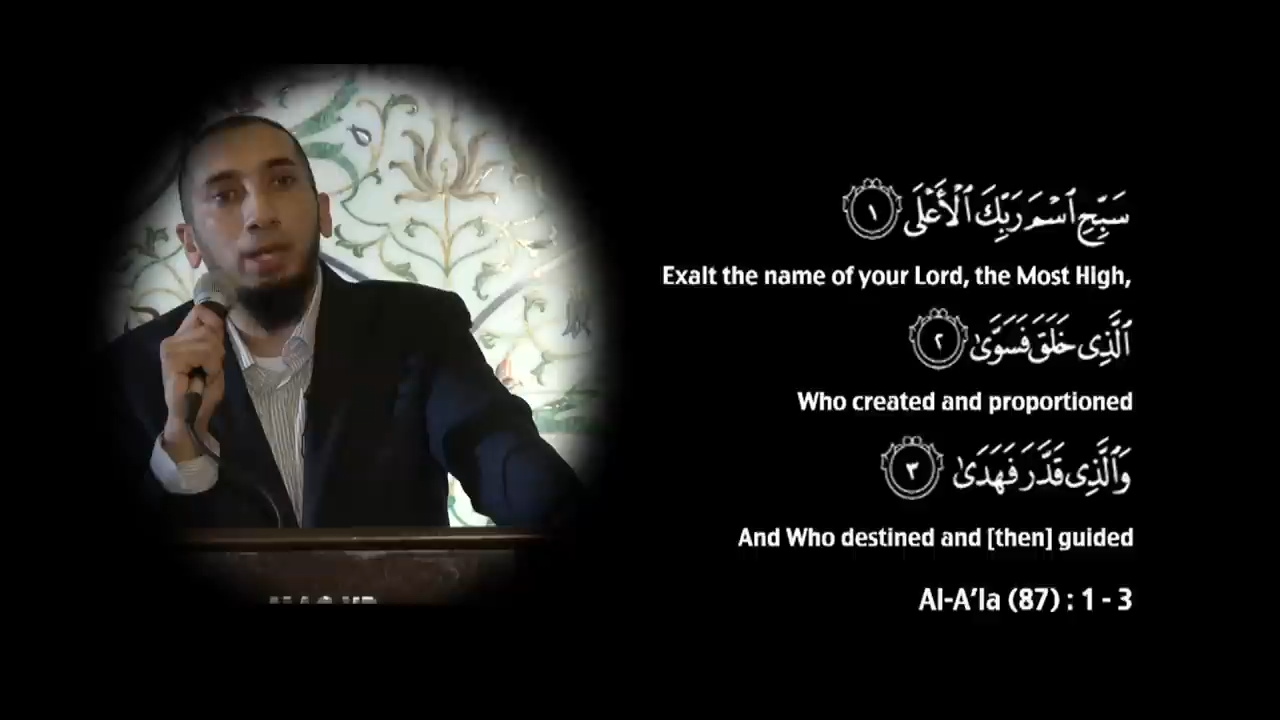 سَبِّحِ ٱسْمَ رَبِّكَ ٱلْأَعْلَى ١
Exalt the name of your Lord, the Most HIgh,
ٱلَّذِى خَلَقَ فَسَوَّىٰ ٢
Who created and proportioned
وَٱلَّذِى قَدَّرَ فَهَدَىٰ ٣
And Who destined and [then] guided
Al-A'la (87) : 1 - 3